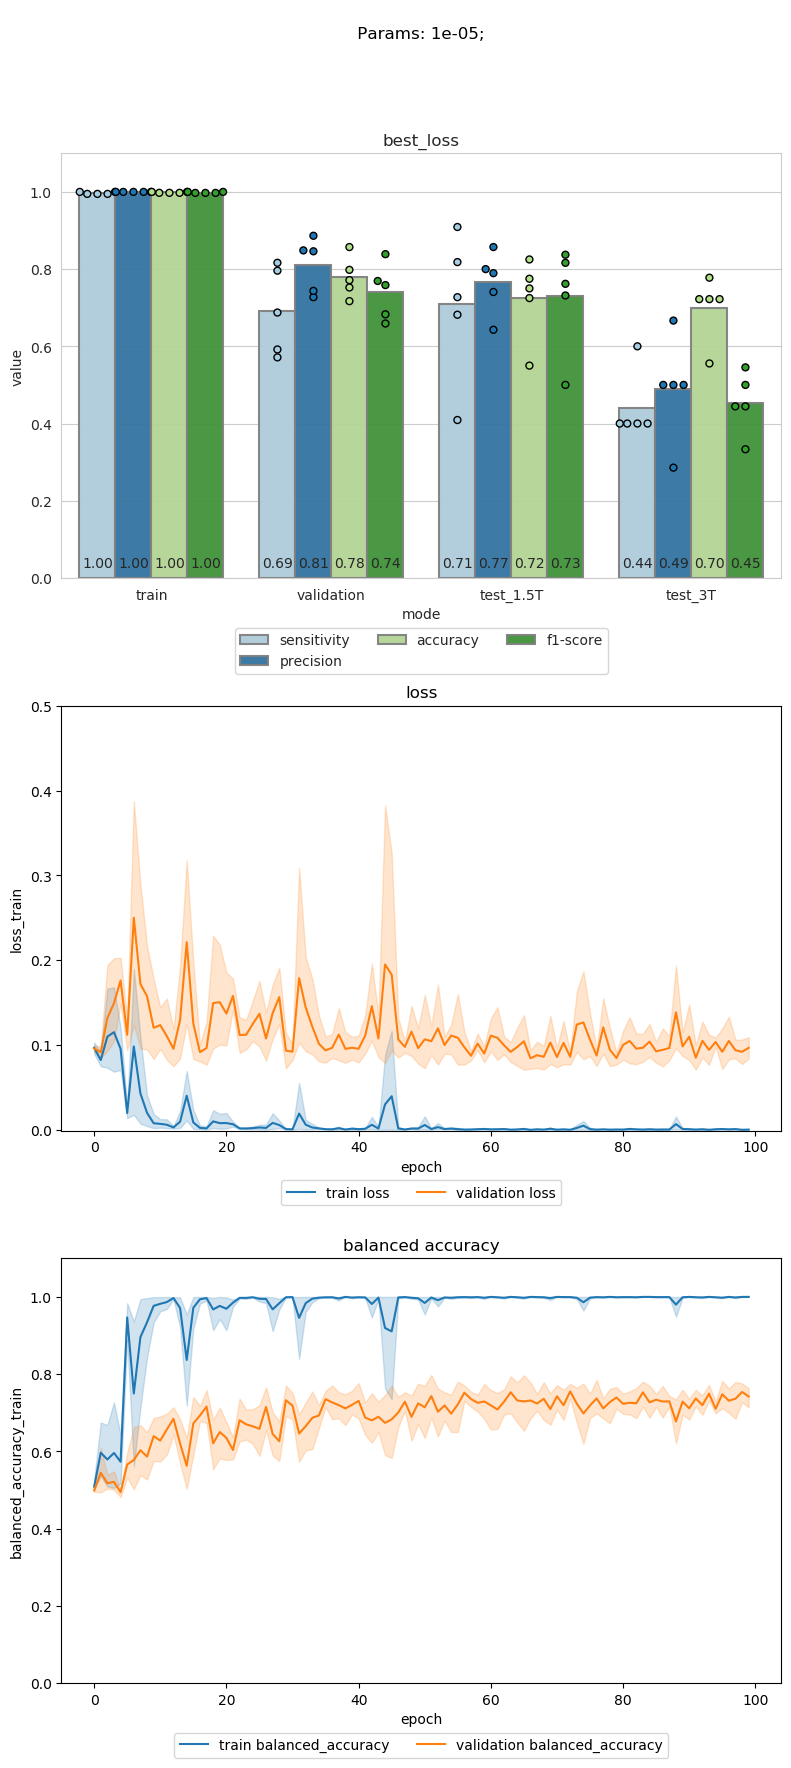 Params: 1e-05;
best_loss
1.0
0.8
0.6
0.4
0.2
0.0
value
1.00 1.00 1.00 1.00 0.69 0.81 0.78 0.74 0.71 0.77 0.72 0.73 0.44 0.49 0.70 0.45
train validation test_1.5T test_3T
mode
sensitivity accuracy f1-score
precision
loss
0.5
0.4
0.3
0.2
0.1
0.0
loss_train
0 20 40 60 80 100
epoch
train loss validation loss
balanced accuracy
1.0
0.8
0.6
0.4
0.2
0.0
balanced_accuracy_train
0 20 40 60 80 100
epoch
train balanced_accuracy validation balanced_accuracy